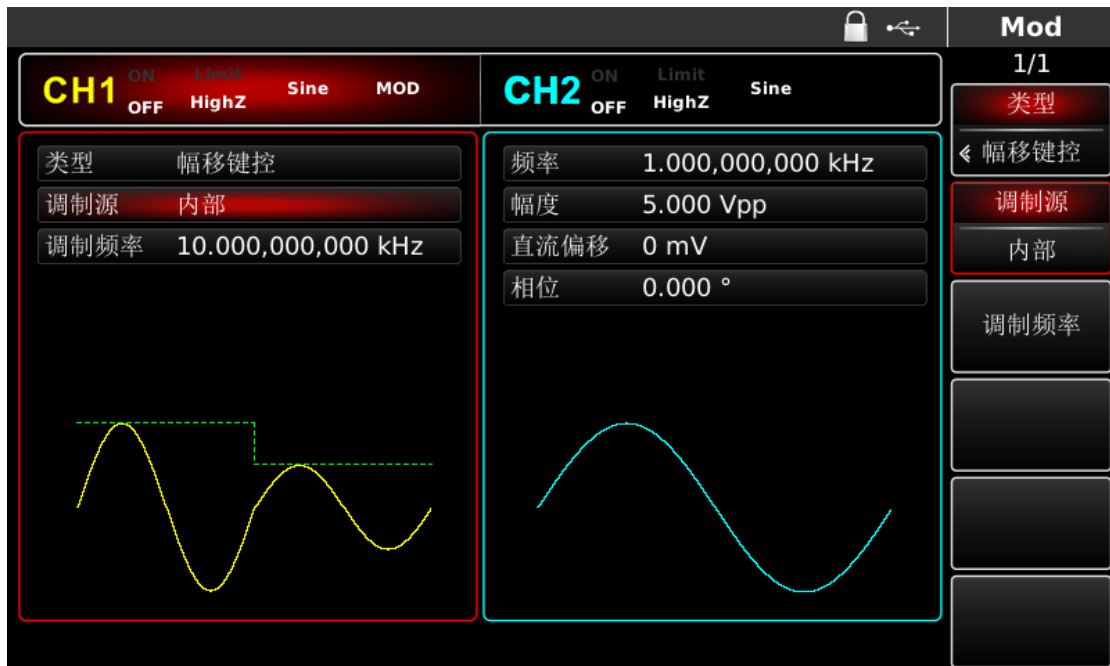 Mod
1/1
CH1 ON OFF Limit HighZ Sine MOD
CH2 ON OFF Limit HighZ Sine
类型 幅移键控
调制源 内部
调制频率 10.000,000,000 kHz
频率 1.000,000,000 kHz
幅度 5.000 Vpp
直流偏移 0 mV
相位 0.000 °
类型
幅移键控
调制源
内部
调制频率